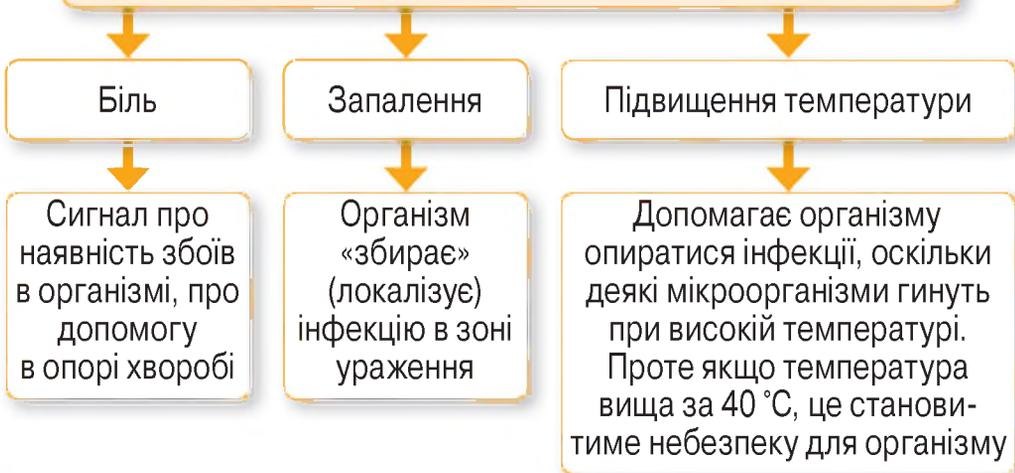 Біль
Запалення
Підвищення температури
Сигнал про
наявність збоїв
в організмі, про
допомогу
в опорі хворобі
Організм
«збирає»
(локалізує)
інфекцію в зоні
ураження
Допомагає організму
опиратися інфекції, оскільки
деякі мікроорганізми гинуть
при високій температурі.
Проте якщо температура
вища за 40 °С, це станови-
тиме небезпеку для організму